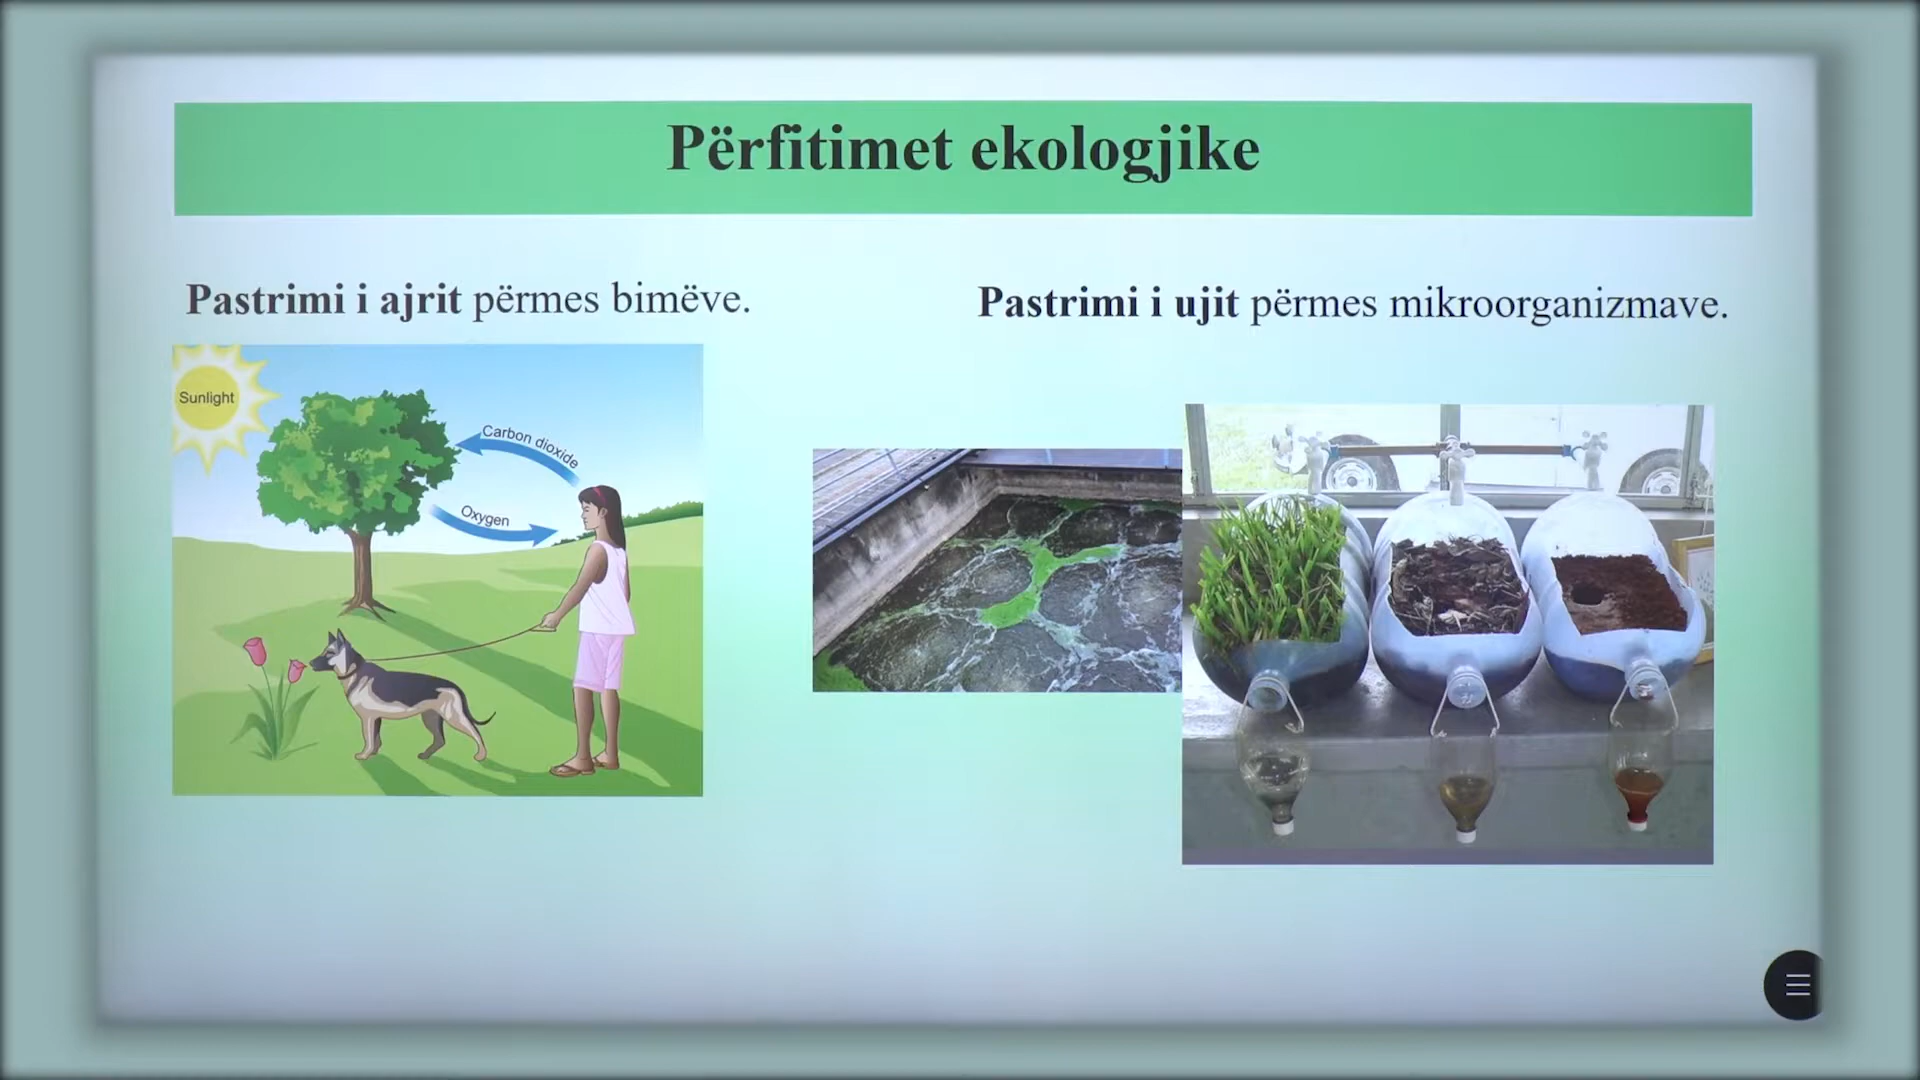 Përfitimet ekologjike
Pastrimi i ajrit përmes bimëve.
Pastrimi i ujit përmes mikroorganizmave.
Sunlight
Carbon dioxide
Oxygen